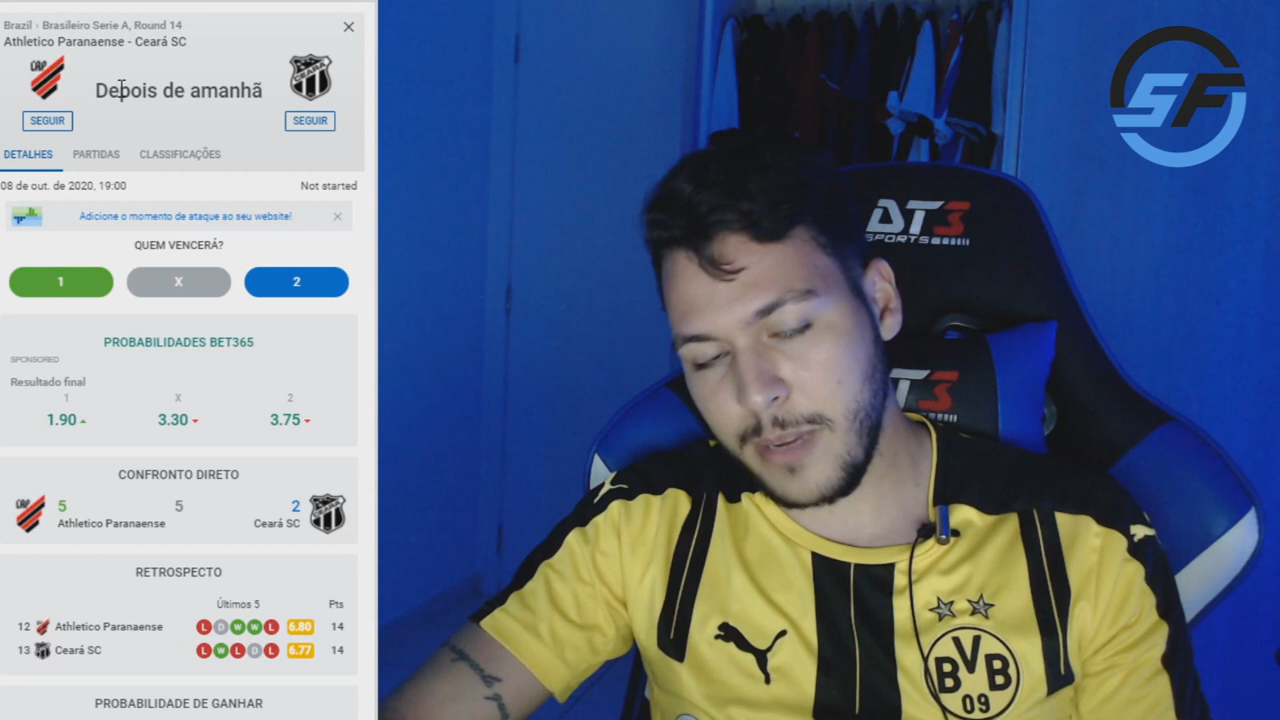 Brazil › Brasileiro Serie A, Round 14
Athletico Paranaense - Ceará SC
CAP
CEARÁ
Depois de amanhã
SEGUIR
SEGUIR
DETALHES PARTIDAS CLASSIFICAÇÕES
08 de out. de 2020, 19:00 Not started
Adicione o momento de ataque ao seu website!
QUEM VENCERÁ?
1 X 2
PROBABILIDADES BET365
SPONSORED
Resultado final
1 X 2
1.90 3.30 3.75
CONFRONTO DIRETO
5 5 2
Athletico Paranaense Ceará SC
RETROSPECTO
Últimos 5 Pts
12 Athletico Paranaense L D W W L 6.80 14
13 Ceará SC L W L D L 6.77 14
PROBABILIDADE DE GANHAR
SF
DT3
SPORTS
DT3
BVB
09